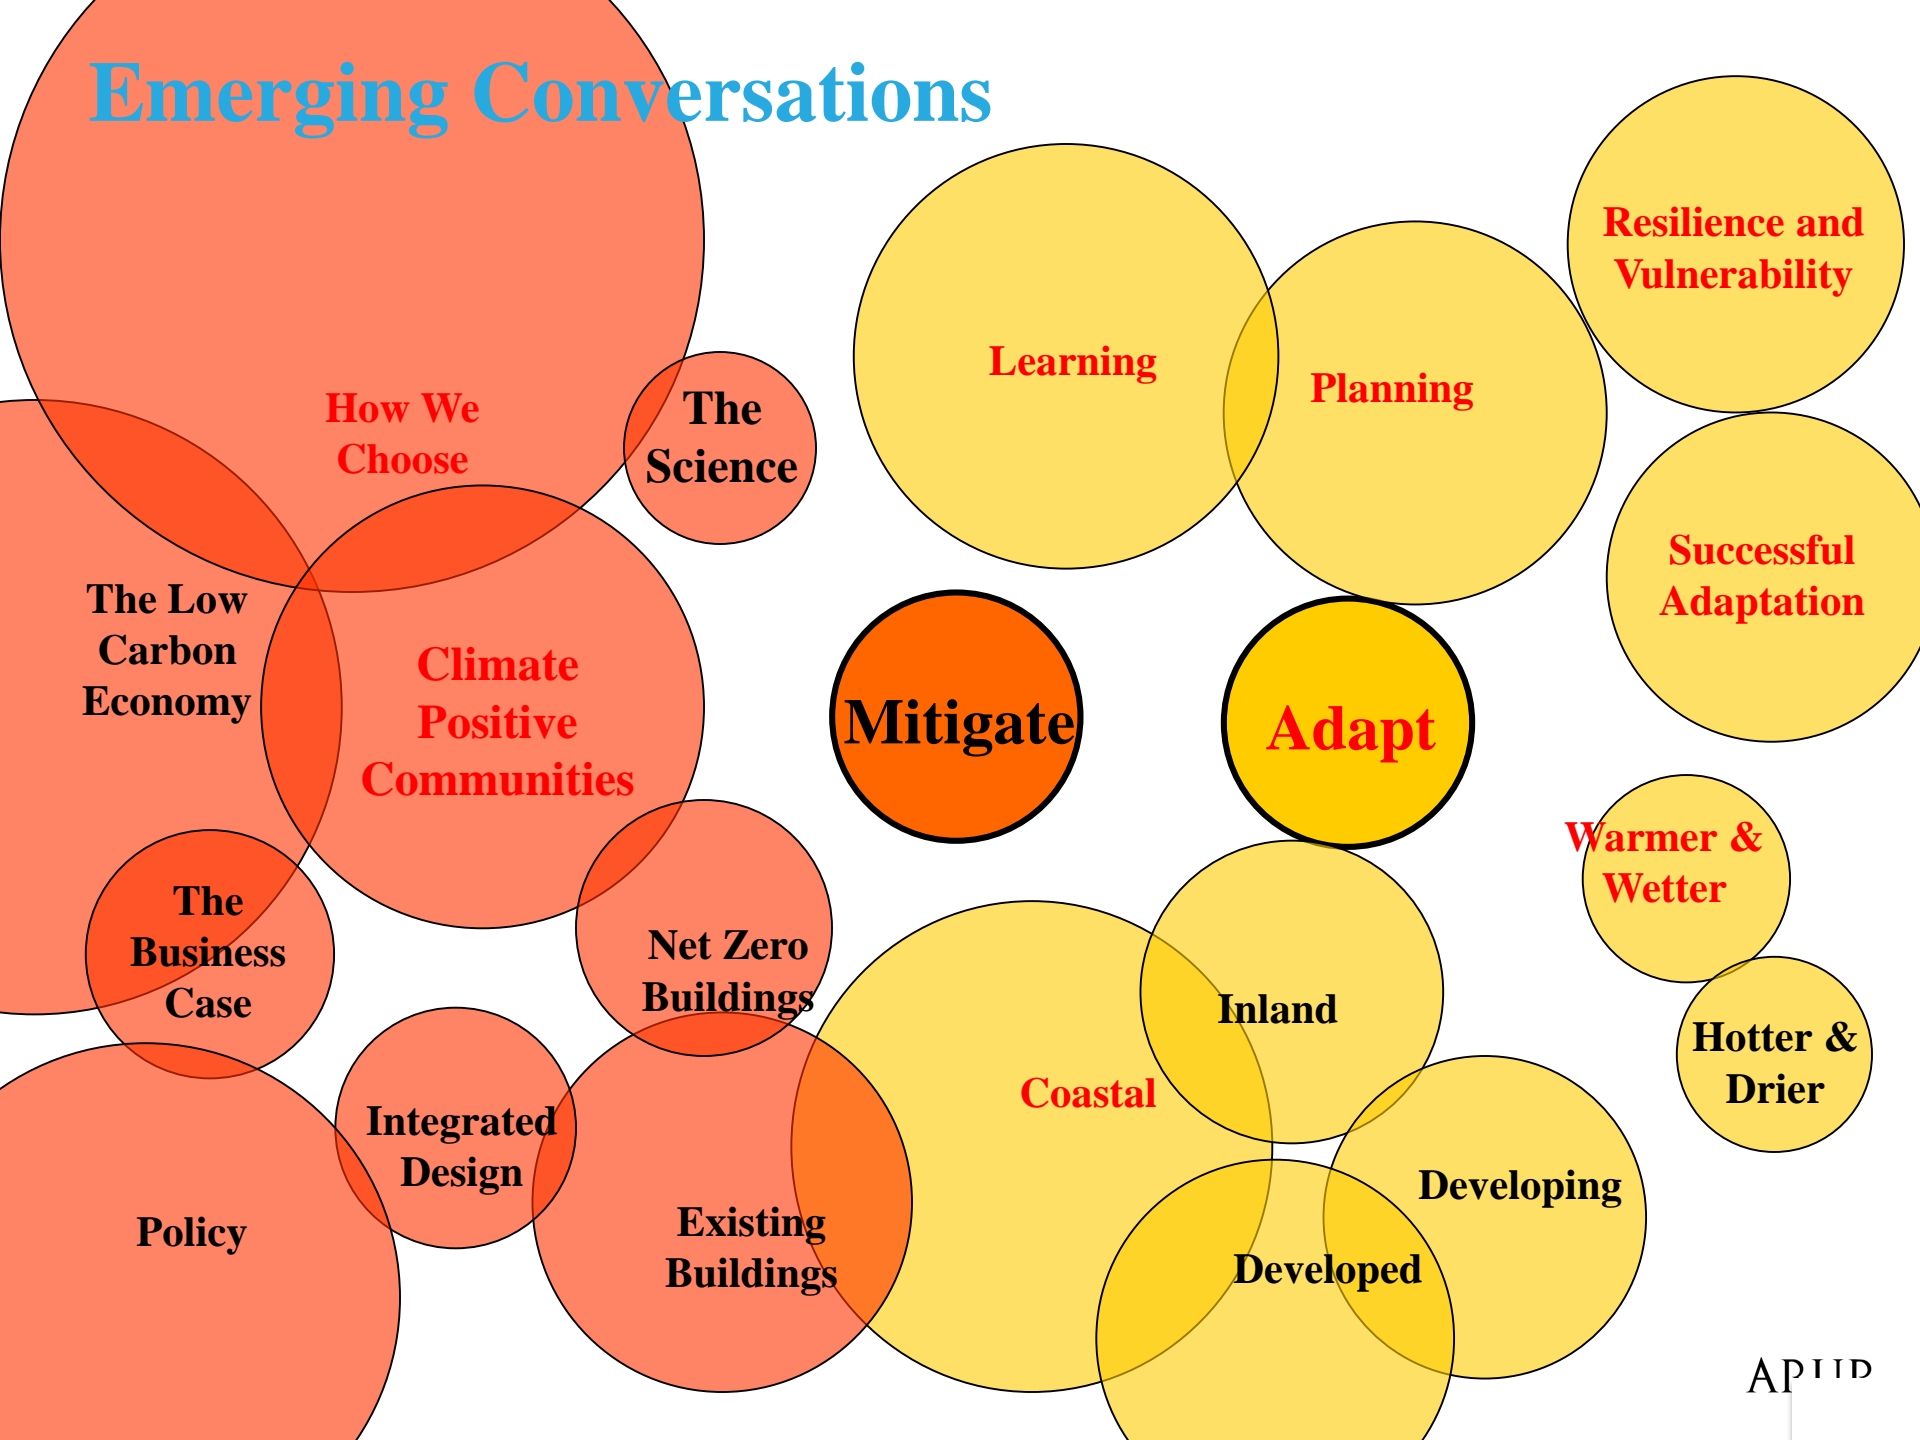 Emerging Conversations
Resilience and
Vulnerability
Learning
Planning
How We
Choose
The
Science
Successful
Adaptation
The Low
Carbon
Economy
Climate
Positive
Communities
Mitigate
Adapt
Warmer &
Wetter
The
Business
Case
Net Zero
Buildings
Inland
Hotter &
Drier
Coastal
Integrated
Design
Developing
Policy
Existing
Buildings
Developed